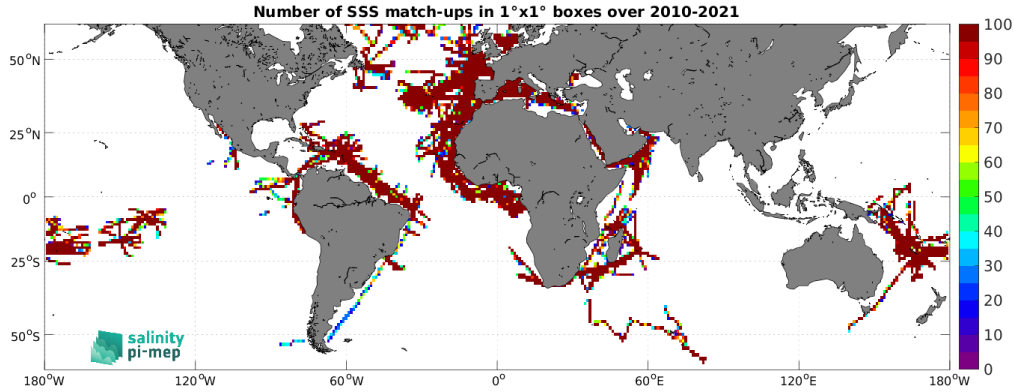 Number of SSS match-ups in 1°x1° boxes over 2010-2021
50°N
25°N
0°
25°S
50°S
180°W
120°W
60°W
0°
60°E
120°E
180°W
100
90
80
70
60
50
40
30
20
10
0
salinity
pi-mep